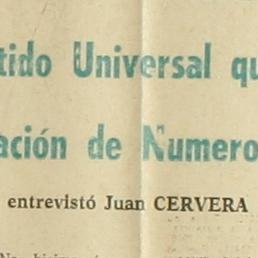 tido Universal qu
ación de Numero
entrevistó Juan CERVERA